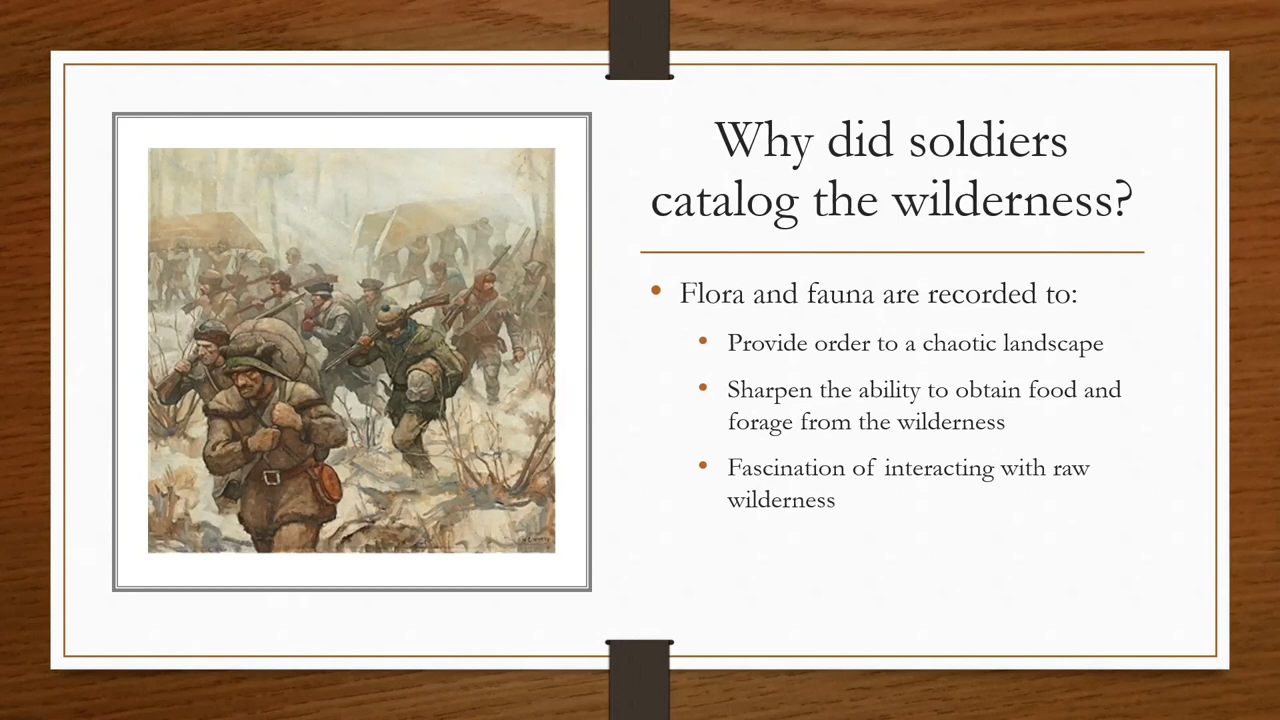 Why did soldiers
catalog the wilderness?
• Flora and fauna are recorded to:
• Provide order to a chaotic landscape
• Sharpen the ability to obtain food and
forage from the wilderness
• Fascination of interacting with raw
wilderness